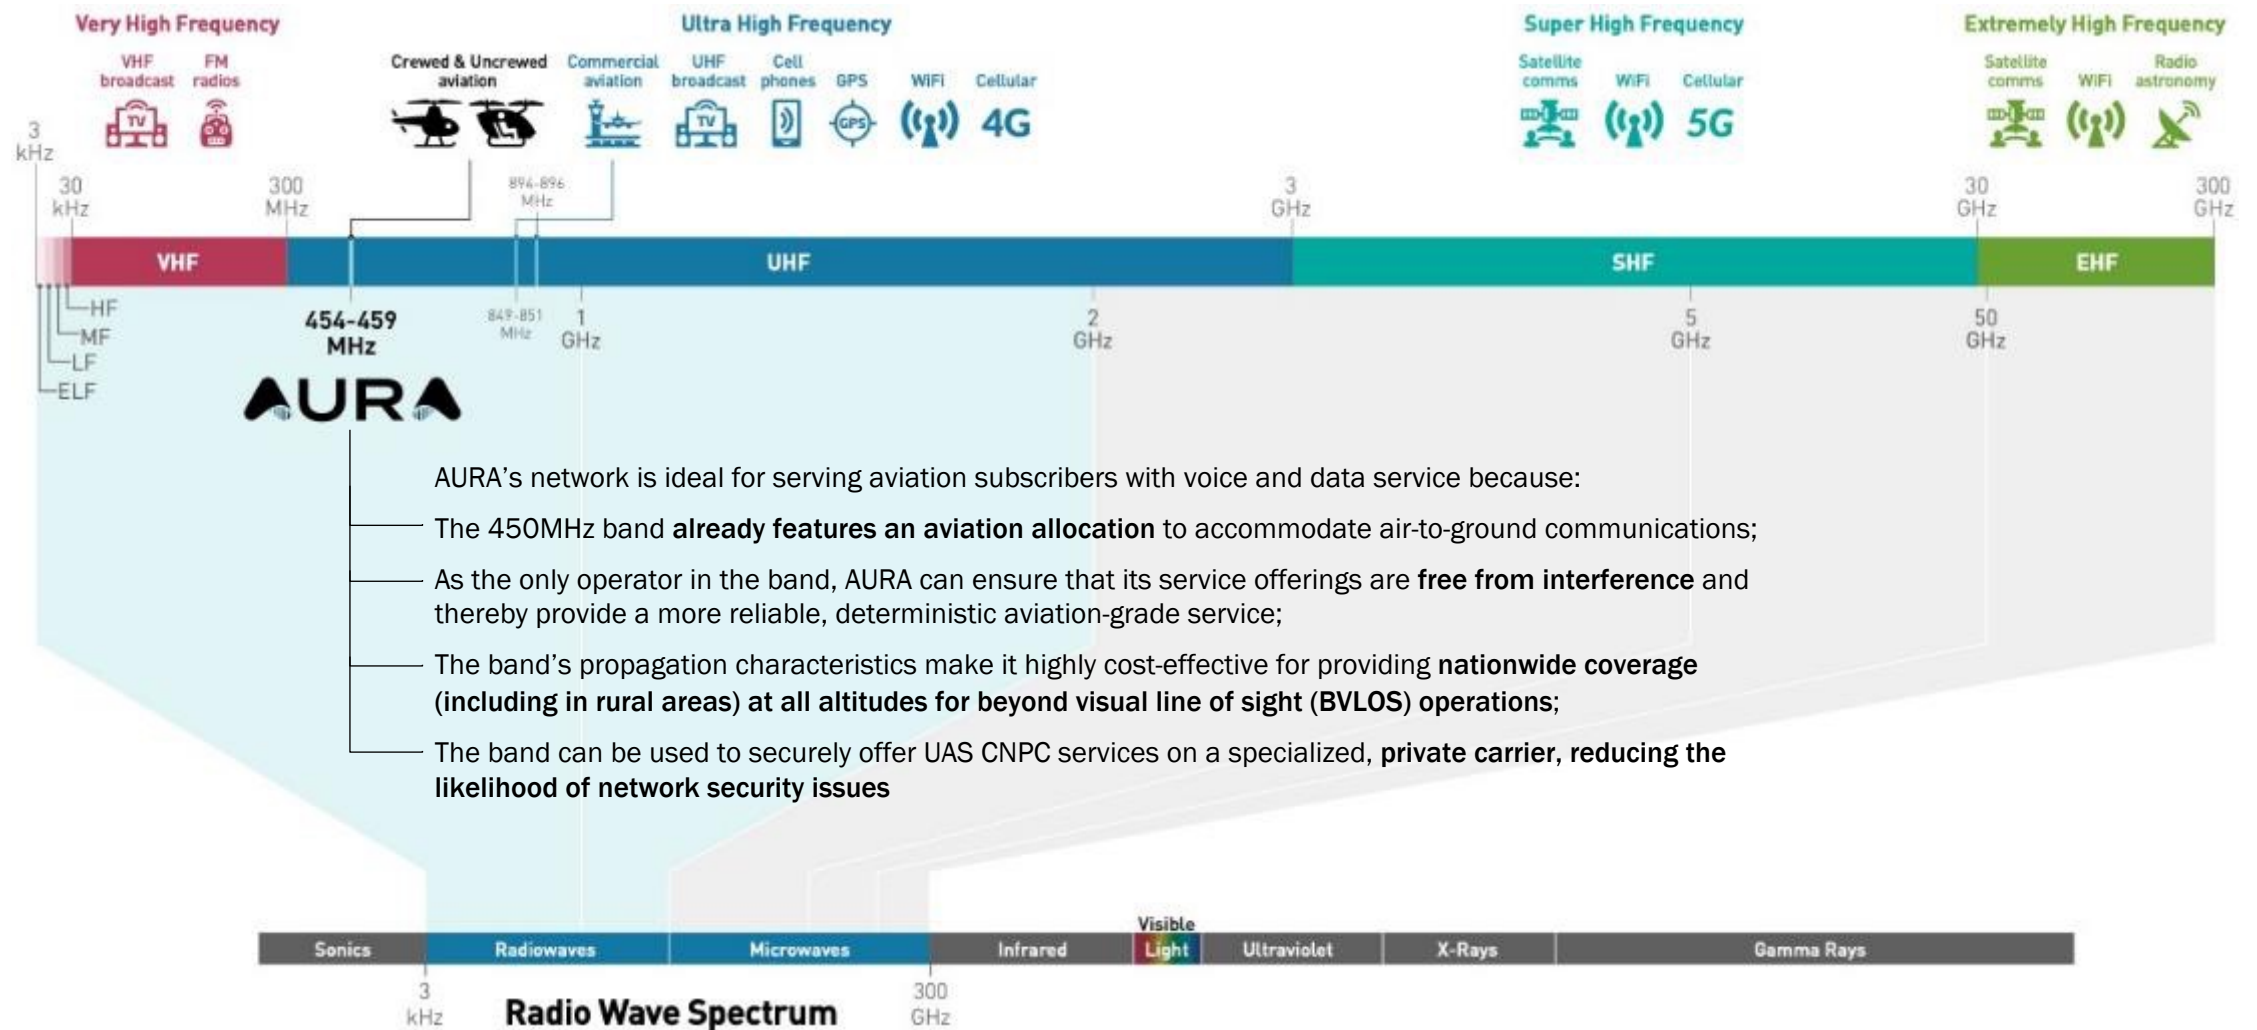 Very High Frequency
Ultra High Frequency
Super High Frequency
Extremely High Frequency
VHF
broadcast
FM
radios
Crewed & Uncrewed
aviation
Commercial
aviation
UHF
broadcast
Cell
phones
GPS
WiFi
Cellular
Satellite
comms
WiFi
Cellular
Satellite
comms
WiFi
Radio
astronomy
TV
TV
GPS
4G
5G
3
kHz
30
kHz
300
MHz
894-896
MHz
3
GHz
30
GHz
300
GHz
VHF
UHF
SHF
EHF
HF
MF
LF
ELF
454-459
MHz
849-851
MHz
1
GHz
2
GHz
5
GHz
50
GHz
AURA
AURA’s network is ideal for serving aviation subscribers with voice and data service because:
The 450MHz band already features an aviation allocation to accommodate air-to-ground communications;
As the only operator in the band, AURA can ensure that its service offerings are free from interference and
thereby provide a more reliable, deterministic aviation-grade service;
The band’s propagation characteristics make it highly cost-effective for providing nationwide coverage
(including in rural areas) at all altitudes for beyond visual line of sight (BVLOS) operations;
The band can be used to securely offer UAS CNPC services on a specialized, private carrier, reducing the
likelihood of network security issues
Visible
Sonics
Radiowaves
Microwaves
Infrared
Light
Ultraviolet
X-Rays
Gamma Rays
3
kHz
Radio Wave Spectrum
300
GHz